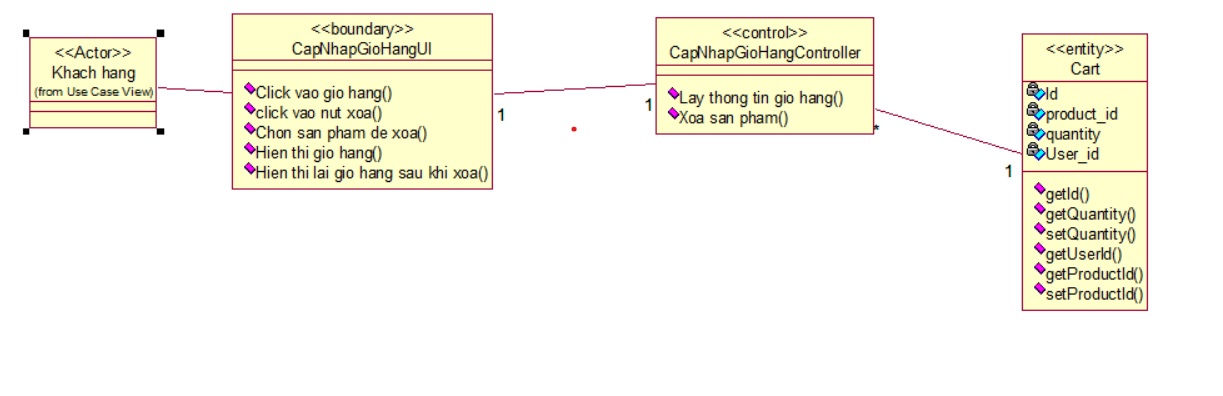 <<Actor>>
Khach hang
(from Use Case View)
<<boundary>>
CapNhapGioHangUI
Click vao gio hang()
click vao nut xoa()
Chon san pham de xoa()
Hien thi gio hang()
Hien thi lai gio hang sau khi xoa()
1
1
<<control>>
CapNhapGioHangController
Lay thong tin gio hang()
Xoa san pham()
*
1
<<entity>>
Cart
Id
product_id
quantity
User_id
getId()
getQuantity()
setQuantity()
getUserId()
getProductId()
setProductId()